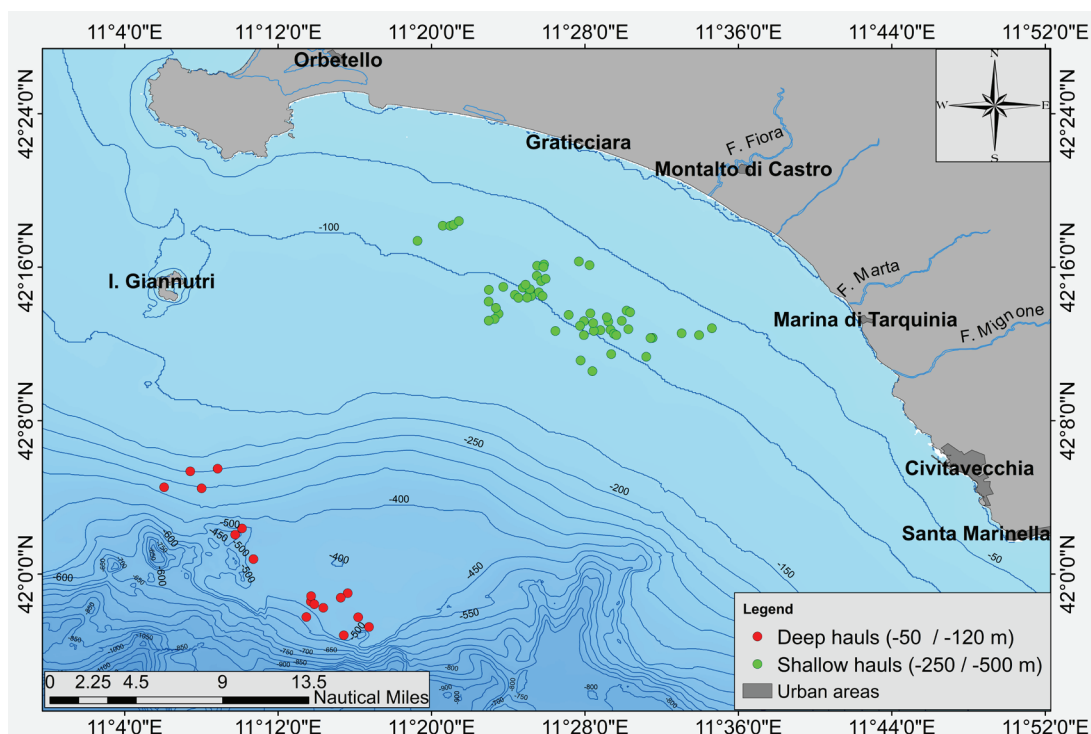 11°4'0"E 11°12'0"E 11°20'0"E 11°28'0"E 11°36'0"E 11°44'0"E 11°52'0"E
Orbetello
N
W E
S
42°24'0"N 42°24'0"N
Graticciara
F. Fiora
Montalto di Castro
-100
42°16'0"N 42°16'0"N
I. Giannutri
F. Marta
Marina di Tarquinia
F. Mignone
42°8'0"N 42°8'0"N
-250
Civitavecchia
-200
-400
-500
-450
-600
-500
Santa Marinella
-400
-50
-450
-500
-150
-600
-600
42°0'0"N 42°0'0"N
-550
-600
Legend
Deep hauls (-50 / -120 m)
Shallow hauls (-250 / -500 m)
Urban areas
0 2.25 4.5 9 13.5
Nautical Miles
11°4'0"E 11°12'0"E 11°20'0"E 11°28'0"E 11°36'0"E 11°44'0"E 11°52'0"E